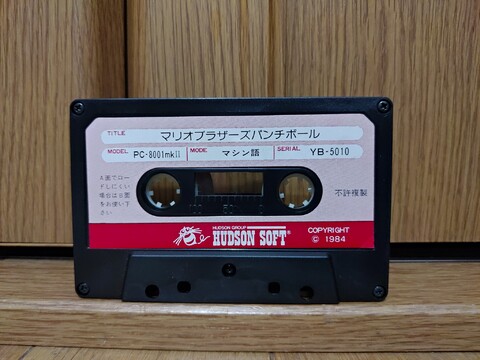 TITLE マリオブラザーズパンチボール
MODEL PC-8001mkII MODE マシン語 SERIAL YB-5010
A面でロー
ドしにくい
場合はB面
をお使い下
さい
不許複製
100 50 0
HUDSON GROUP
HUDSON SOFT®
COPYRIGHT
© 1984